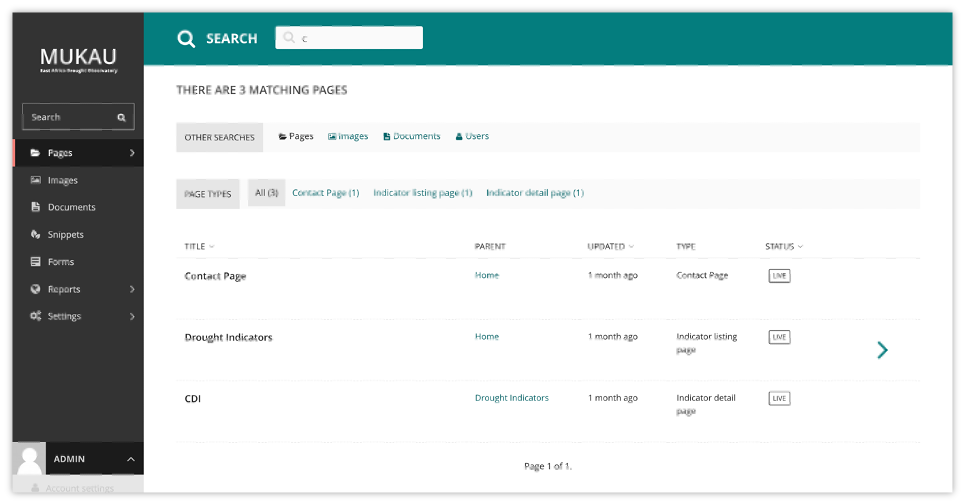 MUKAU
East Africa Drought Observatory
Search
Pages
Images
Documents
Snippets
Forms
Reports
Settings
ADMIN
Account settings
SEARCH
c
THERE ARE 3 MATCHING PAGES
OTHER SEARCHES Pages Images Documents Users
PAGE TYPES All (3) Contact Page (1) Indicator listing page (1) Indicator detail page (1)
TITLE PARENT UPDATED TYPE STATUS
Contact Page Home 1 month ago Contact Page LIVE
Drought Indicators Home 1 month ago Indicator listing LIVE
page
CDI Drought Indicators 1 month ago Indicator detail LIVE
page
Page 1 of 1.